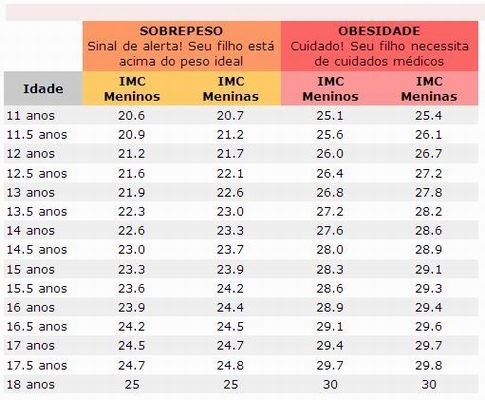 SOBREPESO OBESIDADE
Sinal de alerta! Seu filho está Cuidado! Seu filho necessita
acima do peso ideal de cuidados médicos
Idade IMC Meninos IMC Meninas IMC Meninos IMC Meninas
11 anos 20.6 20.7 25.1 25.4
11.5 anos 20.9 21.2 25.6 26.1
12 anos 21.2 21.7 26.0 26.7
12.5 anos 21.6 22.1 26.4 27.2
13 anos 21.9 22.6 26.8 27.8
13.5 anos 22.3 23.0 27.2 28.2
14 anos 22.6 23.3 27.6 28.6
14.5 anos 23.0 23.7 28.0 28.9
15 anos 23.3 23.9 28.3 29.1
15.5 anos 23.6 24.2 28.6 29.3
16 anos 23.9 24.4 28.9 29.4
16.5 anos 24.2 24.5 29.1 29.6
17 anos 24.5 24.7 29.4 29.7
17.5 anos 24.7 24.8 29.7 29.8
18 anos 25 25 30 30